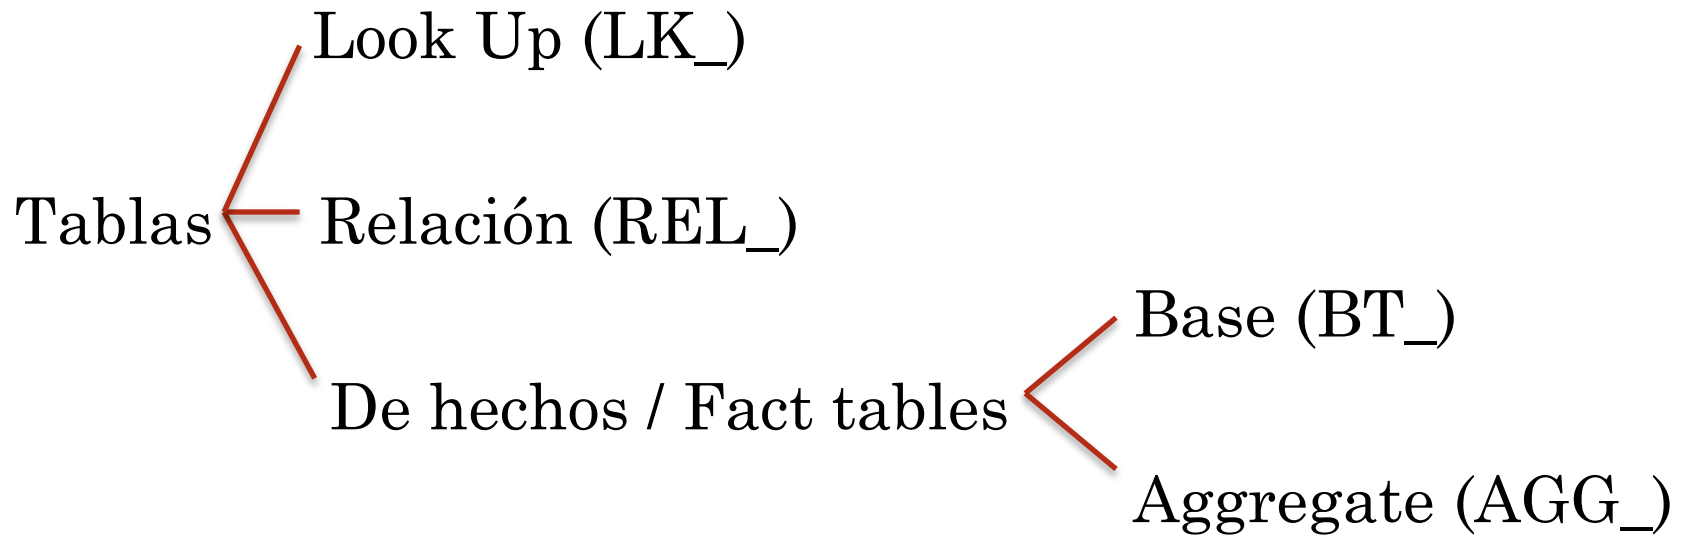 Look Up (LK_)
Tablas
Relación (REL_)
Base (BT_)
De hechos / Fact tables
Aggregate (AGG_)